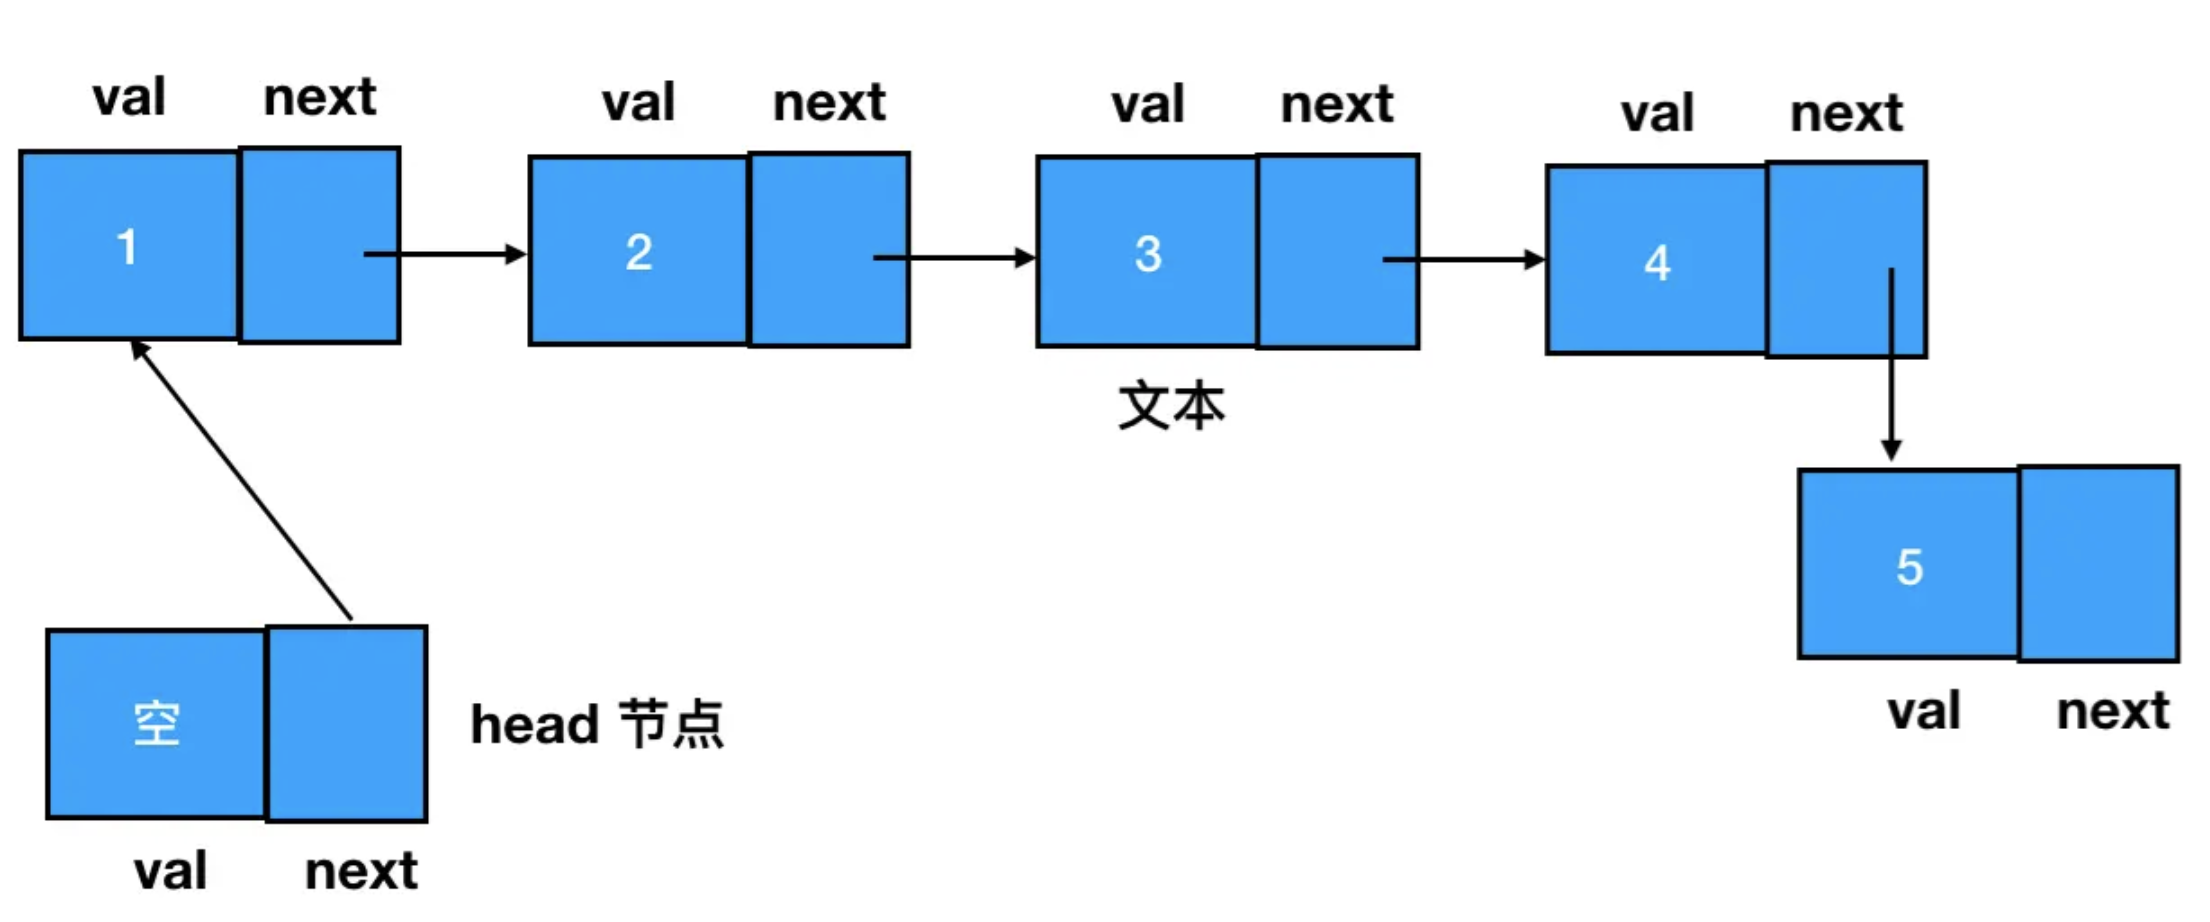 val next val next val next val next
1 2 3 4
文本
5
val next
空 head 节点
val next